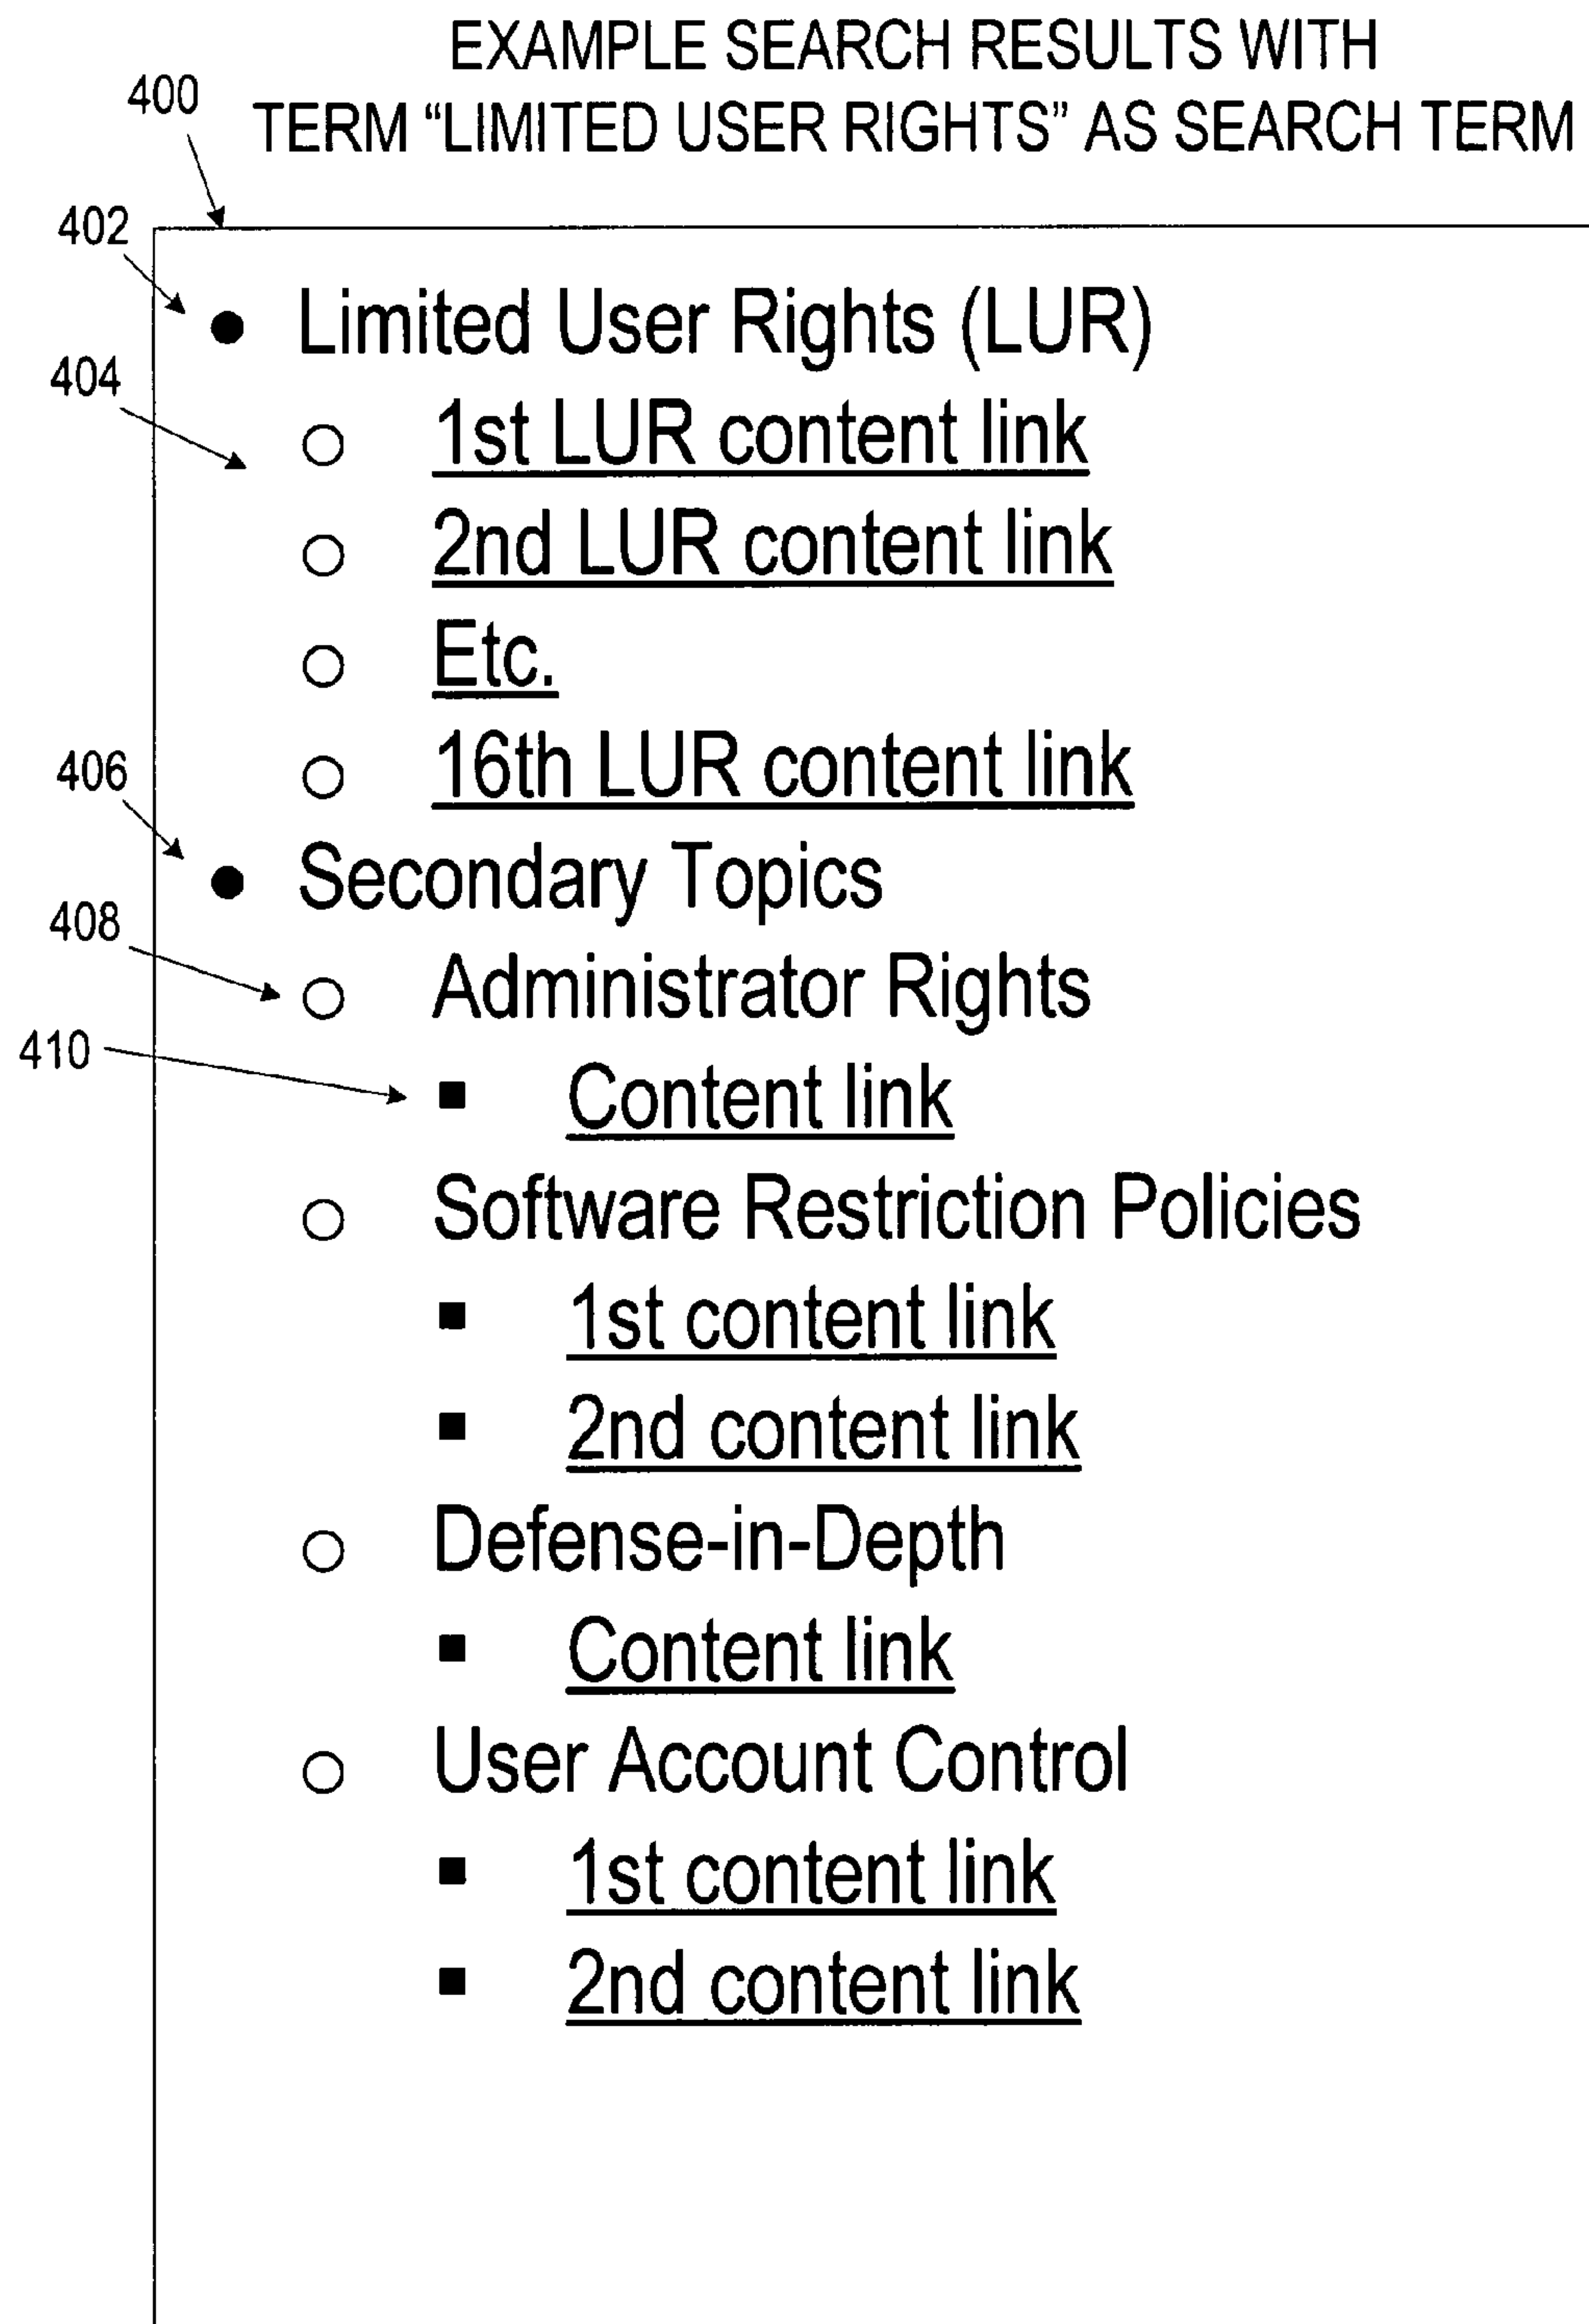 EXAMPLE SEARCH RESULTS WITH
400
TERM “LIMITED USER RIGHTS” AS SEARCH TERM
402
Limited User Rights (LUR)
404
1st LUR content link
2nd LUR content link
Etc.
16th LUR content link
406
Secondary Topics
408
Administrator Rights
410
Content link
Software Restriction Policies
1st content link
2nd content link
Defense-in-Depth
Content link
User Account Control
1st content link
2nd content link